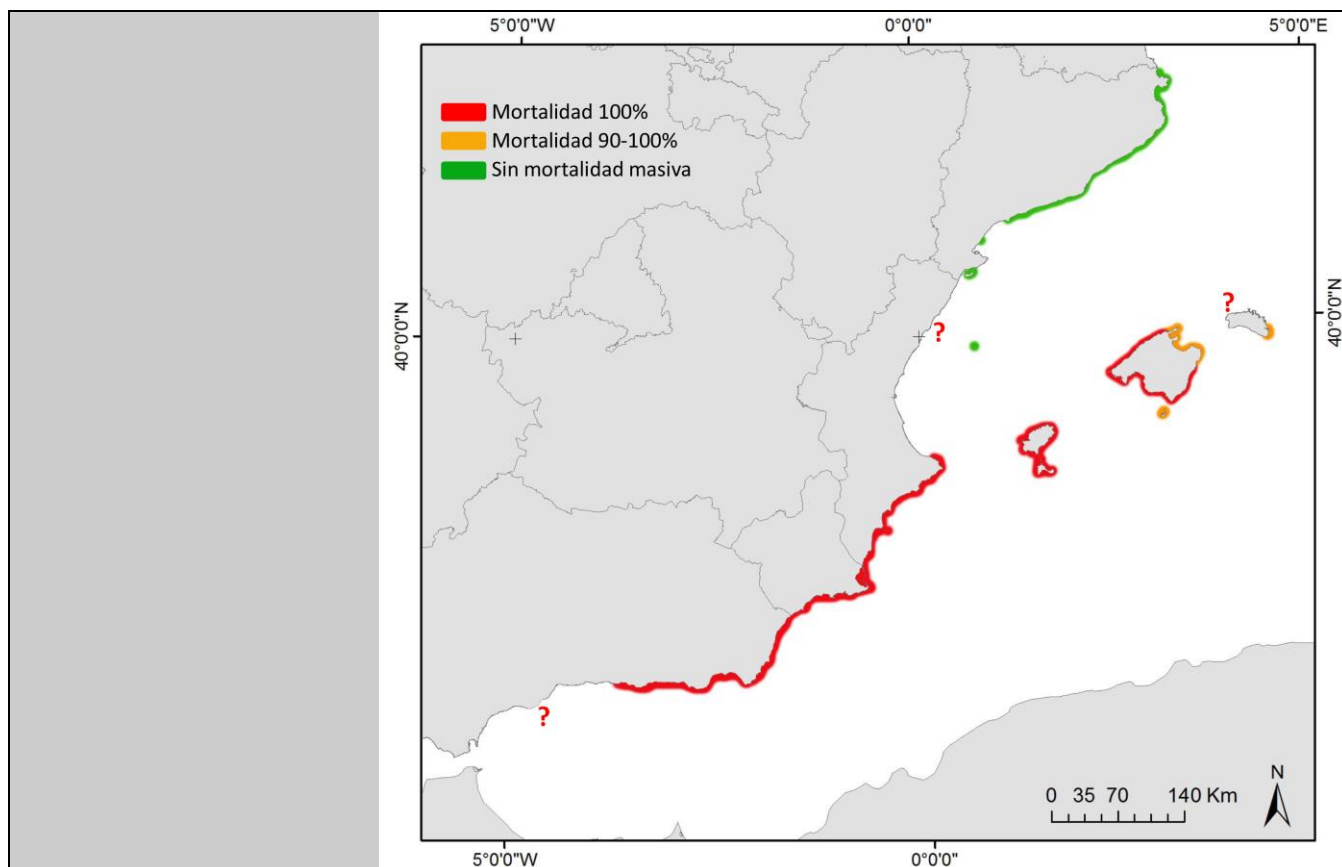 5°0'0"W 0°0'0" 5°0'0"E
Mortalidad 100%
Mortalidad 90-100%
Sin mortalidad masiva
?
40°0'0"N 40°0'0"N
?
?
N
0 35 70 140 Km
5°0'0"W 0°0'0"